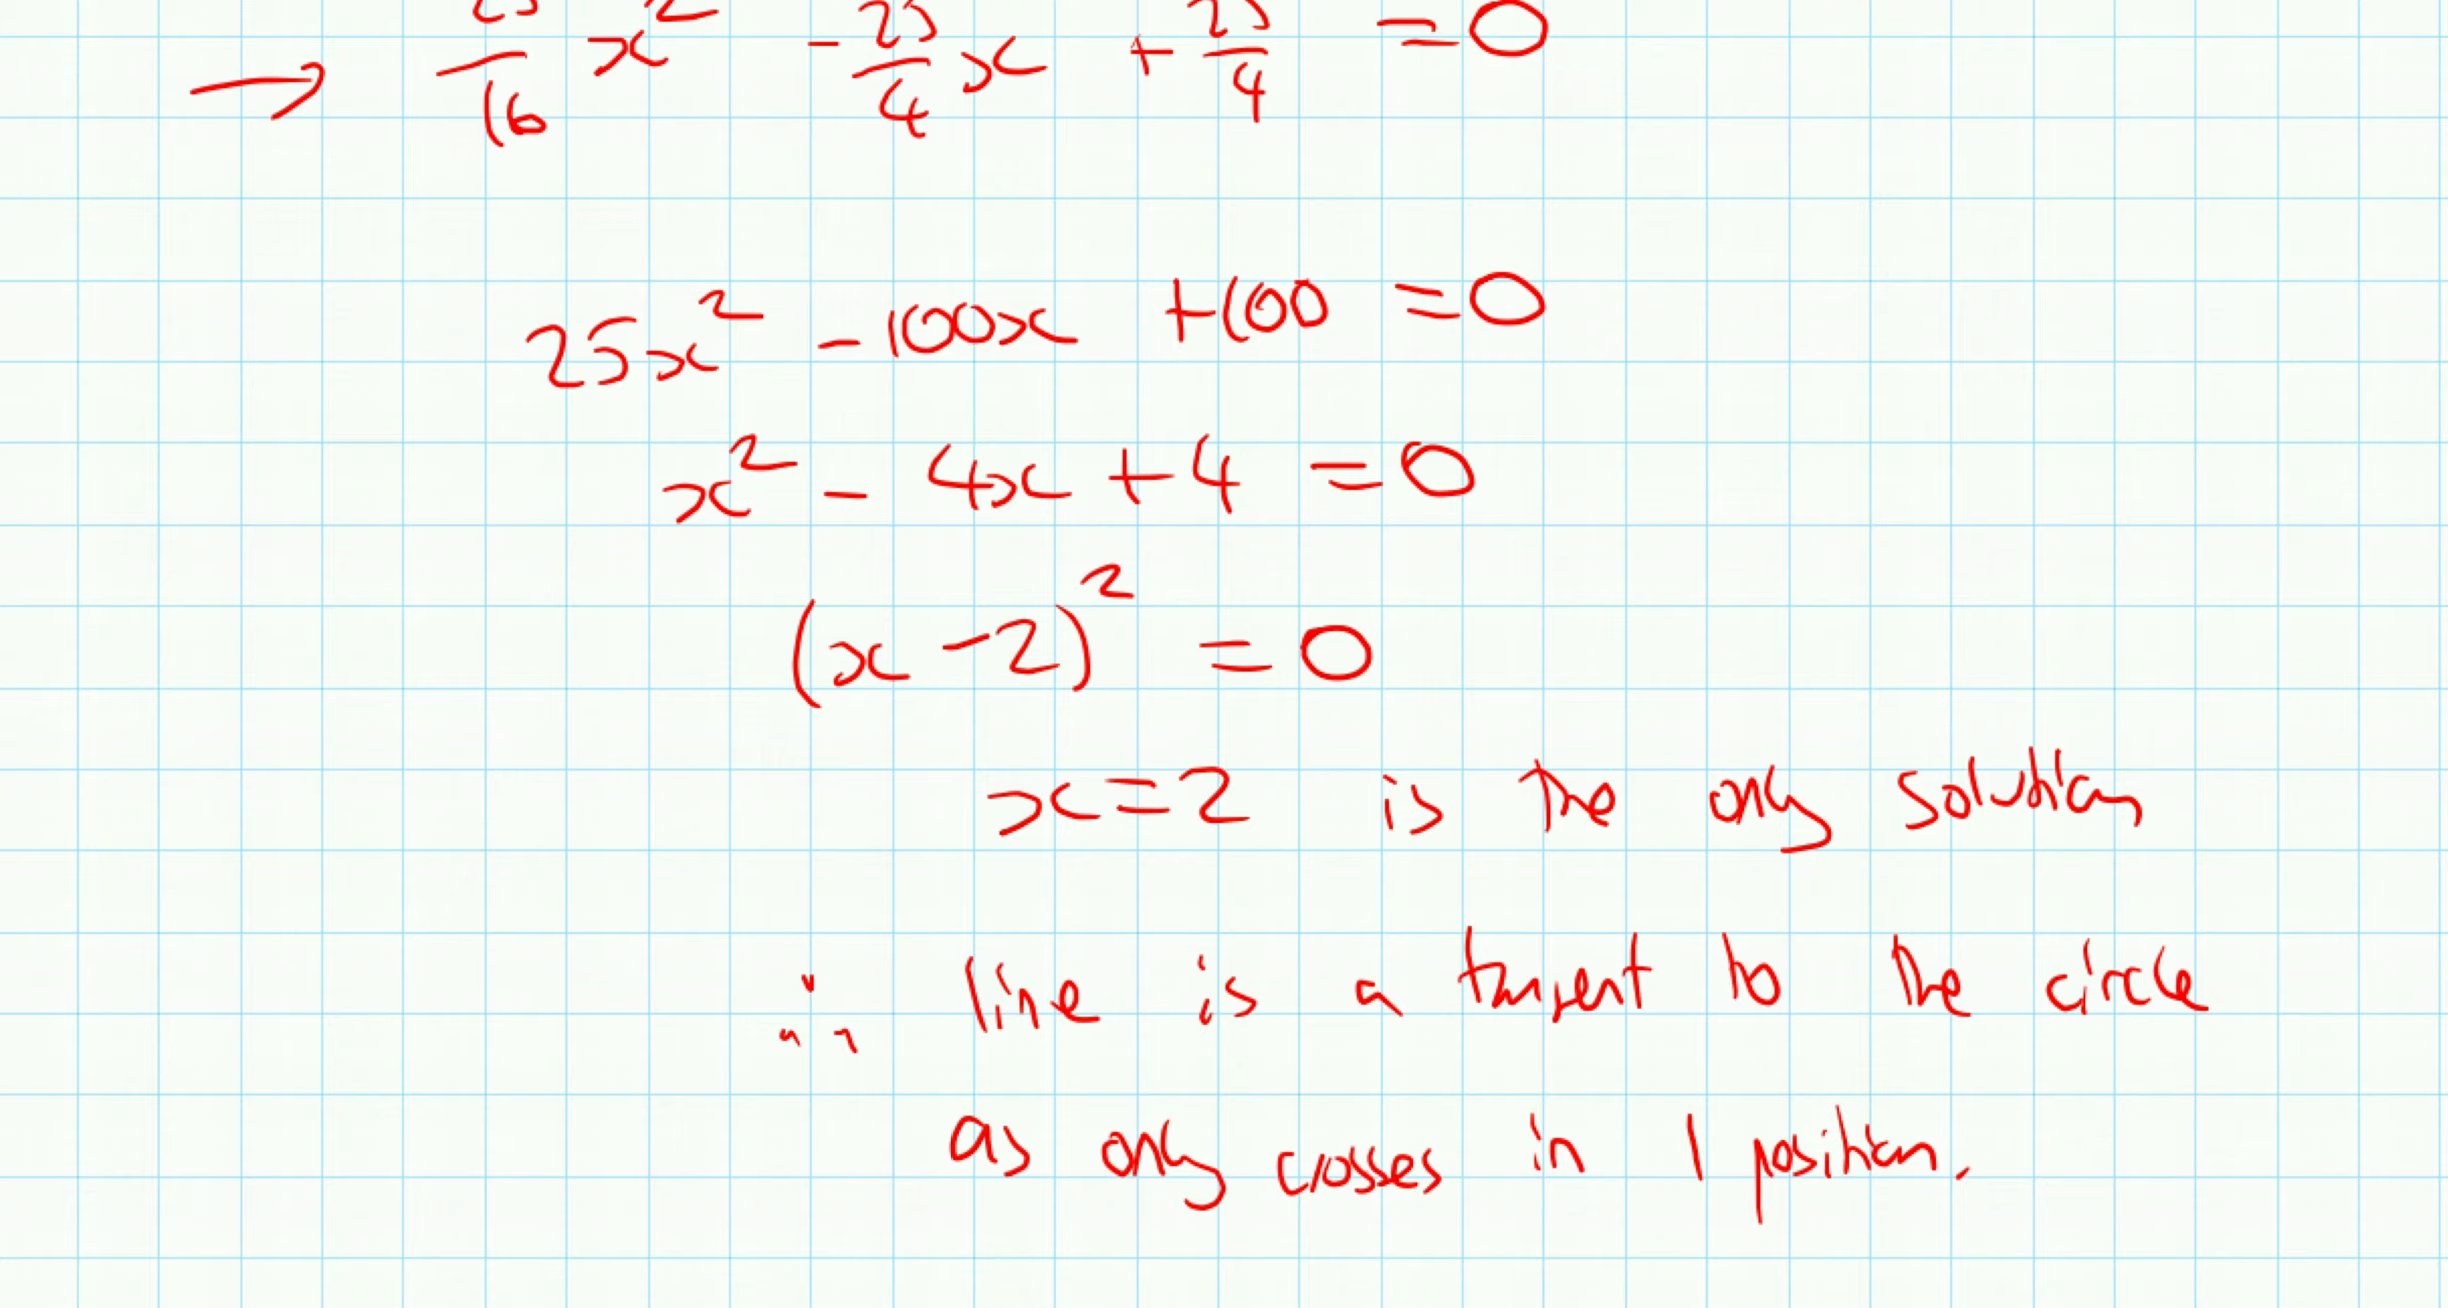 → 25/16 x² - 25/4 x + 25/4 = 0
25x² - 100x + 100 = 0
x² - 4x + 4 = 0
(x - 2)² = 0
x = 2 is the only solution
∴ line is a tangent to the circle
as only crosses in 1 position.